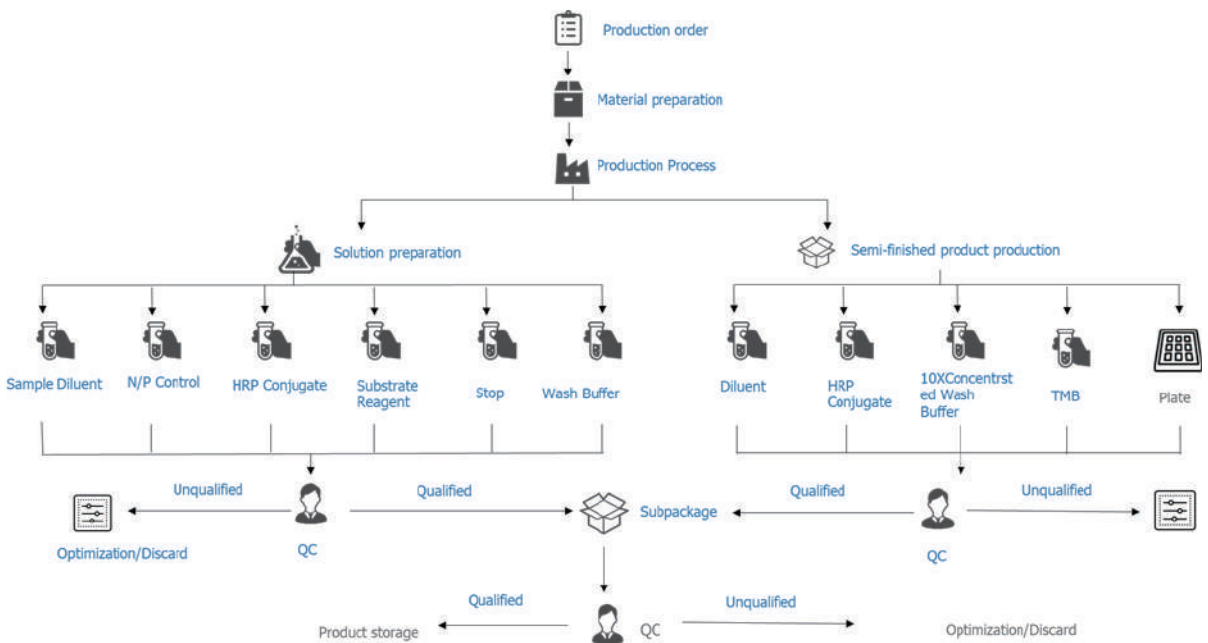 Production order
Material preparation
Production Process
Solution preparation
Semi-finished product production
Sample Diluent
N/P Control
HRP Conjugate
Substrate
Reagent
Stop
Wash Buffer
Diluent
HRP
Conjugate
10XConcentrst
ed Wash
Buffer
TMB
Plate
Unqualified
Qualified
Qualified
Unqualified
Subpackage
Optimization/Discard
QC
QC
Qualified
Unqualified
Product storage
QC
Optimization/Discard